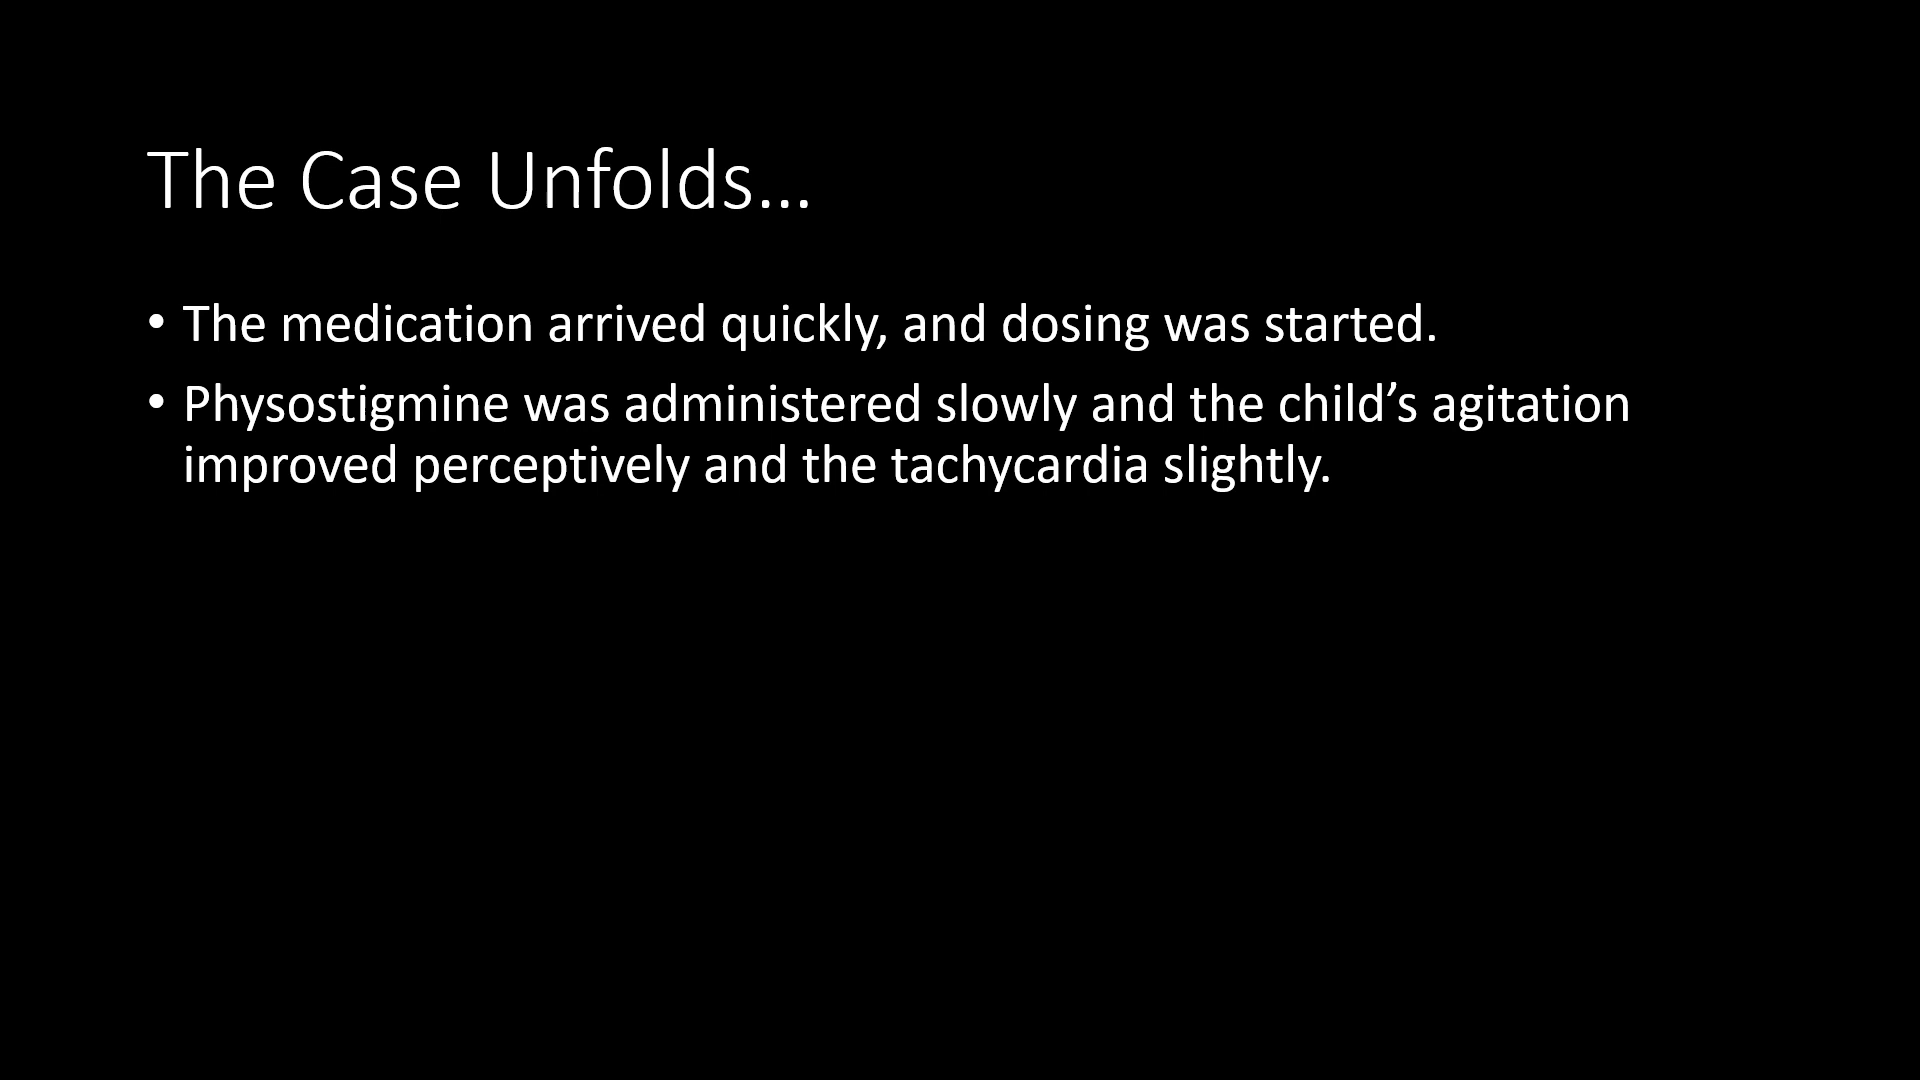 The Case Unfolds…
• The medication arrived quickly, and dosing was started.
• Physostigmine was administered slowly and the child’s agitation
improved perceptively and the tachycardia slightly.